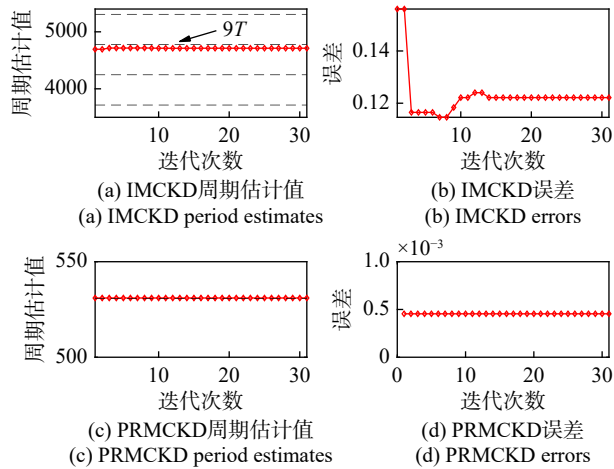 周期估计值
5000
4000
9T
10
20
30
迭代次数
(a) IMCKD周期估计值
(a) IMCKD period estimates
误差
0.14
0.12
0
10
20
30
迭代次数
(b) IMCKD误差
(b) IMCKD errors
周期估计值
550
500
10
20
30
迭代次数
(c) PRMCKD周期估计值
(c) PRMCKD period estimates
误差
×10⁻³
1.0
0.5
0
0
10
20
30
迭代次数
(d) PRMCKD误差
(d) PRMCKD errors